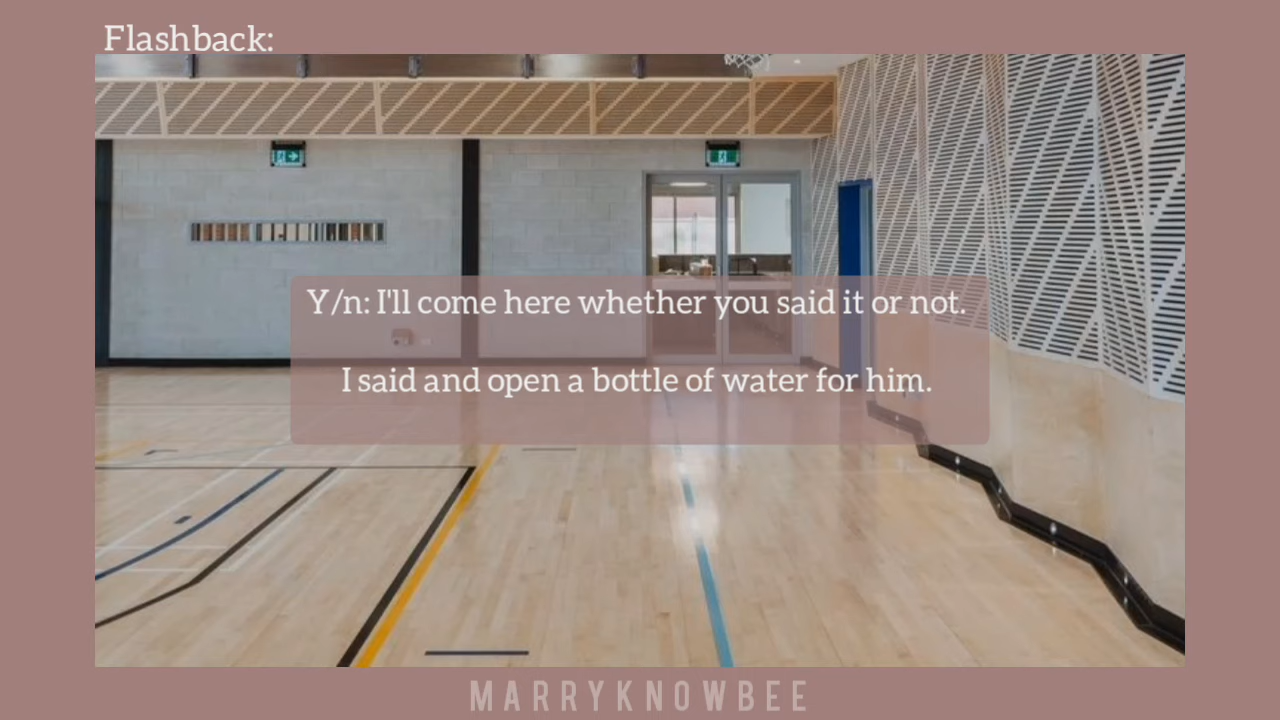 Flashback:
Y/n: I'll come here whether you said it or not.
I said and open a bottle of water for him.
MARRYKNOWBEE